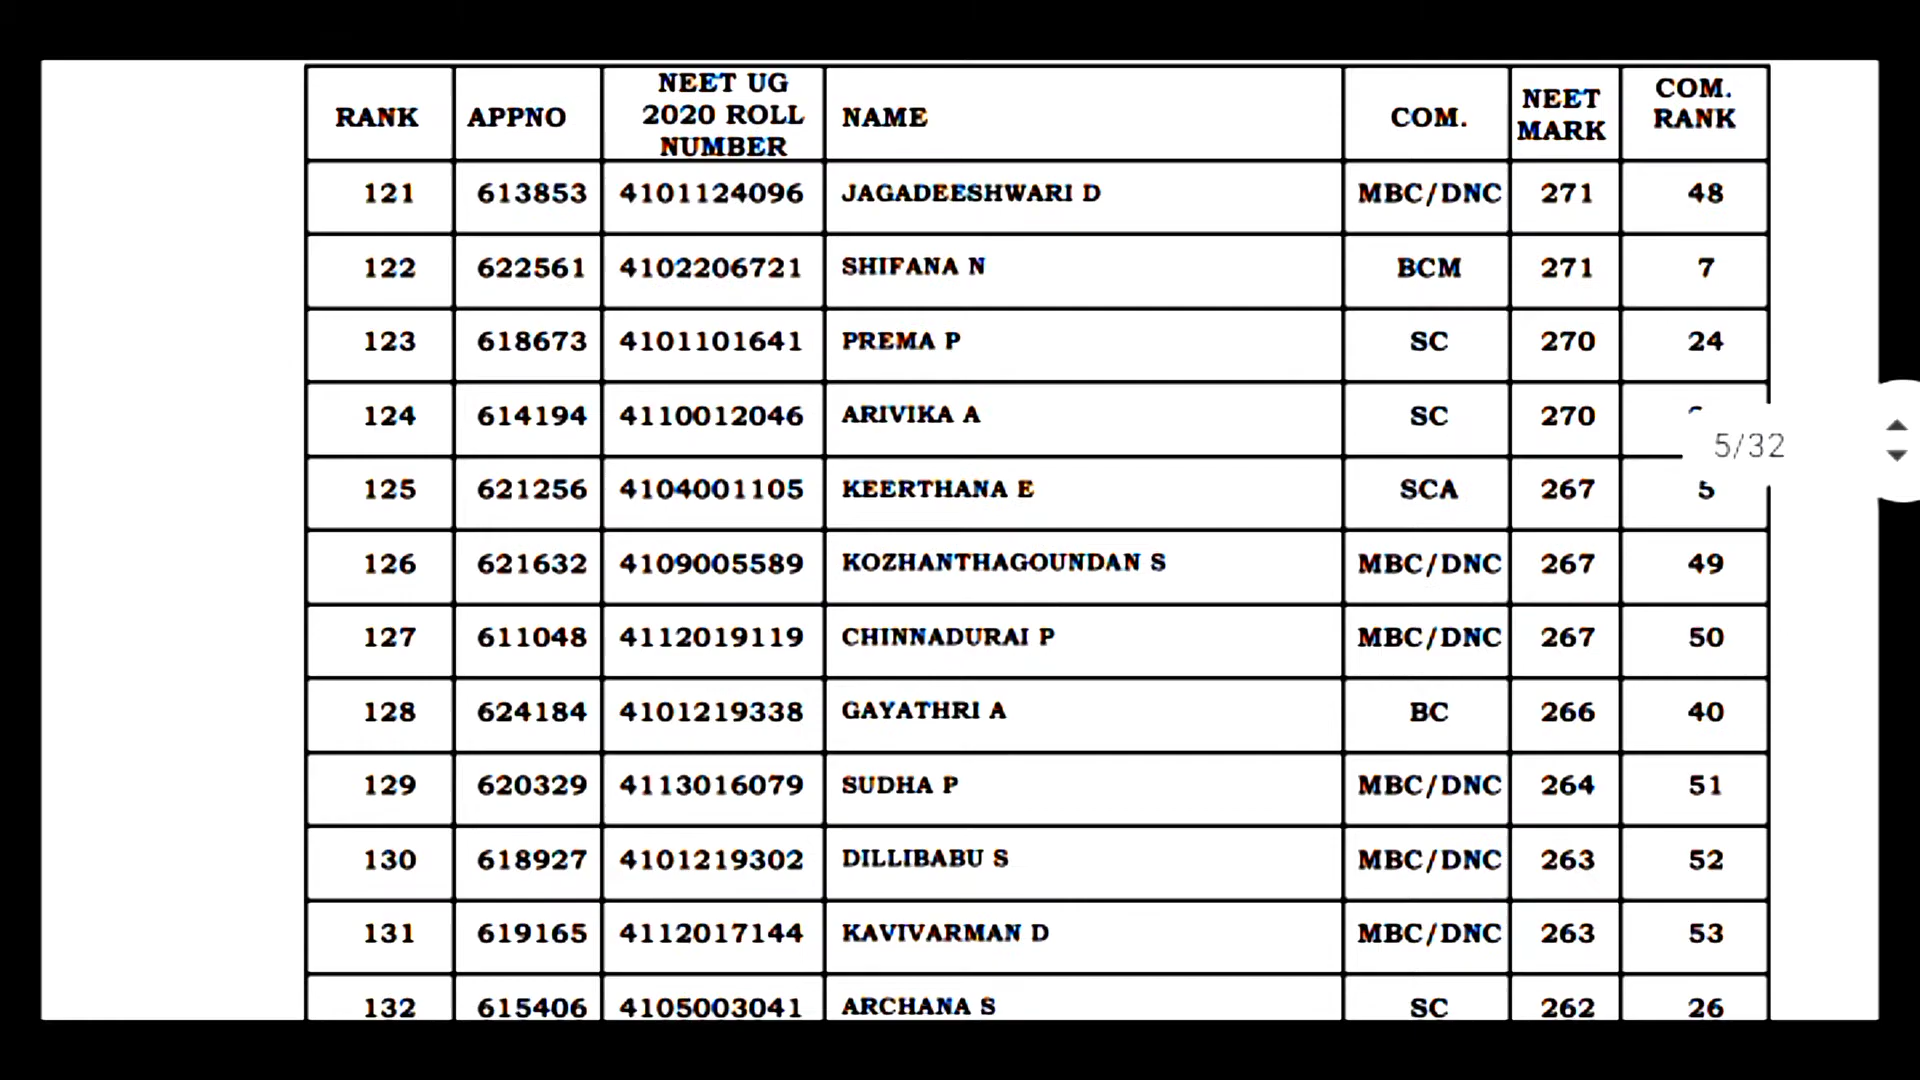 RANK APPNO NEET UG 2020 ROLL NUMBER NAME COM. NEET MARK COM. RANK
121 613853 4101124096 JAGADEESHWARI D MBC/DNC 271 48
122 622561 4102206721 SHIFANA N BCM 271 7
123 618673 4101101641 PREMA P SC 270 24
124 614194 4110012046 ARIVIKA A SC 270
5/32
125 621256 4104001105 KEERTHANA E SCA 267 5
126 621632 4109005589 KOZHANTHAGOUNDAN S MBC/DNC 267 49
127 611048 4112019119 CHINNADURAI P MBC/DNC 267 50
128 624184 4101219338 GAYATHRI A BC 266 40
129 620329 4113016079 SUDHA P MBC/DNC 264 51
130 618927 4101219302 DILLIBABU S MBC/DNC 263 52
131 619165 4112017144 KAVIVARMAN D MBC/DNC 263 53
132 615406 4105003041 ARCHANA S SC 262 26